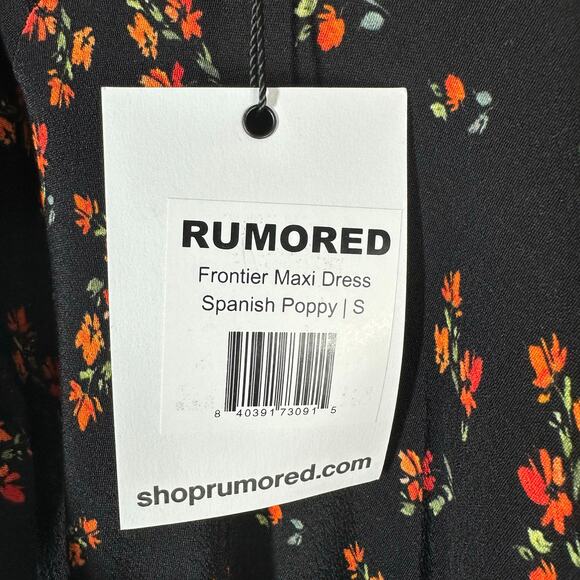 RUMORED
Frontier Maxi Dress
Spanish Poppy | S
8 40391 73091 5
shoprumored.com